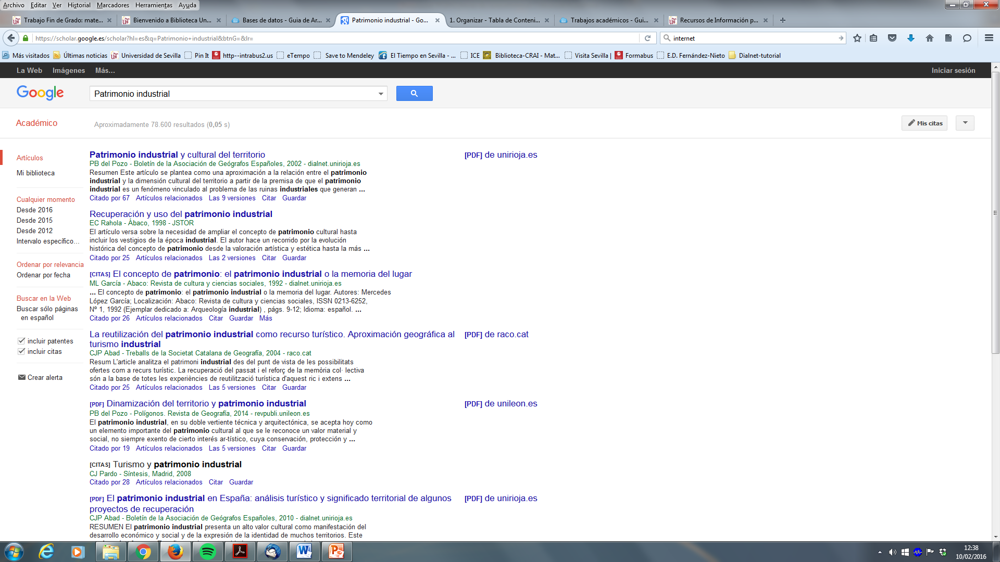 Archivo Editar Ver Historial Marcadores Herramientas Ayuda
Trabajo Fin de Grado: mate... Bienvenido a Biblioteca Un... Bases de datos - Guia de Ar... Patrimonio industrial - Go... 1. Organizar - Tabla de Conteni... Trabajos académicos - Gui... Recursos de Información p...
https://scholar.google.es/scholar?hl=es&q=Patrimonio+industrial&btnG=&lr= internet
Más visitados Últimas noticias Universidad de Sevilla Pin It http--intrabus2.us eTempo Save to Mendeley El Tiempo en Sevilla - ... ICE Biblioteca-CRAI - Mat... Visita Sevilla | Formabus E.D. Fernández-Nieto Dialnet-tutorial
La Web Imágenes Más... Iniciar sesión
Google Patrimonio industrial
Académico Aproximadamente 78.600 resultados (0,05 s) Mis citas
Artículos
Mi biblioteca
Cualquier momento
Desde 2016
Desde 2015
Desde 2012
Intervalo específico...
Ordenar por relevancia
Ordenar por fecha
Buscar en la Web
Buscar sólo páginas
en español
incluir patentes
incluir citas
Crear alerta
Patrimonio industrial y cultural del territorio [PDF] de unirioja.es
PB del Pozo - Boletín de la Asociación de Geógrafos Españoles, 2002 - dialnet.unirioja.es
Resumen Este artículo se plantea como una aproximación a la relación entre el patrimonio
industrial y la dimensión cultural del territorio a partir de la premisa de que el patrimonio
industrial es un fenómeno vinculado al problema de las ruinas industriales que generan ...
Citado por 67 Artículos relacionados Las 9 versiones Citar Guardar
Recuperación y uso del patrimonio industrial
EC Rahola - Ábaco, 1998 - JSTOR
El artículo versa sobre la necesidad de ampliar el concepto de patrimonio cultural hasta
incluir los vestigios de la época industrial. El autor hace un recorrido por la evolución
histórica del concepto de patrimonio desde la valoración artística y estética hasta la más ...
Citado por 25 Artículos relacionados Las 2 versiones Citar Guardar
[CITAS] El concepto de patrimonio: el patrimonio industrial o la memoria del lugar
ML García - Abaco: Revista de cultura y ciencias sociales, 1992 - dialnet.unirioja.es
... El concepto de patrimonio: el patrimonio industrial o la memoria del lugar. Autores: Mercedes
López García; Localización: Abaco: Revista de cultura y ciencias sociales, ISSN 0213-6252,
Nº 1, 1992 (Ejemplar dedicado a: Arqueología industrial) , págs. 9-12; Idioma: español. ...
Citado por 26 Artículos relacionados Citar Guardar Más
La reutilización del patrimonio industrial como recurso turístico. Aproximación geográfica al [PDF] de raco.cat
turismo industrial
CJP Abad - Treballs de la Societat Catalana de Geografía, 2004 - raco.cat
Resum L'article analitza el patrimoni industrial des del punt de vista de les possibilitats
ofertes com a recurs turístic. La recuperació del passat i el reforç de la memòria col· lectiva
són a la base de totes les experiències de reutilització turística d'aquest ric i extens ...
Citado por 25 Artículos relacionados Las 5 versiones Citar Guardar
[PDF] Dinamización del territorio y patrimonio industrial [PDF] de unileon.es
PB del Pozo - Polígonos. Revista de Geografía, 2014 - revpubli.unileon.es
El patrimonio industrial, en su doble vertiente técnica y arquitectónica, se acepta hoy como
un elemento importante del patrimonio cultural al que se le reconoce un valor material y
social, no siempre exento de cierto interés ar-tístico, cuya conservación, protección y ...
Citado por 19 Artículos relacionados Las 5 versiones Citar Guardar
[CITAS] Turismo y patrimonio industrial
CJ Pardo - Síntesis, Madrid, 2008
Citado por 28 Artículos relacionados Citar Guardar
[PDF] El patrimonio industrial en España: análisis turístico y significado territorial de algunos [PDF] de unirioja.es
proyectos de recuperación
CJP Abad - Boletín de la Asociación de Geógrafos Españoles, 2010 - dialnet.unirioja.es
RESUMEN El patrimonio industrial presenta un alto valor cultural como manifestación del
desarrollo económico y social y de la expresión de la identidad de muchos territorios. Este
12:38
10/02/2016